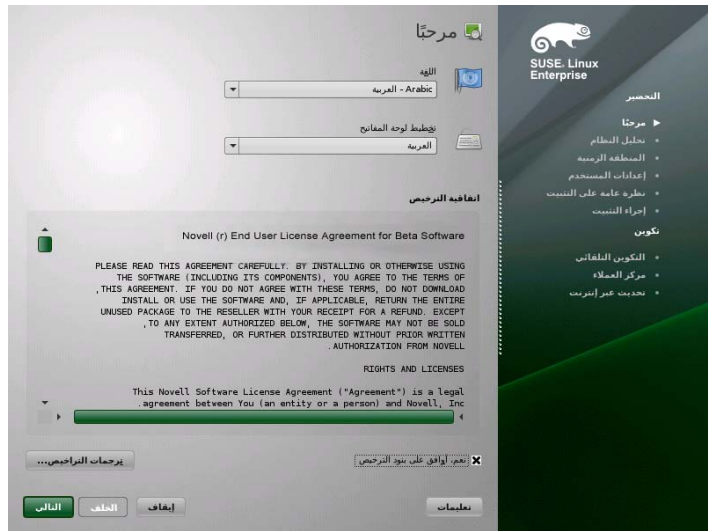 مرحبًا
اللغة
Arabic - العربية
تخطيط لوحة المفاتيح
العربية
اتفاقية الترخيص
Novell (r) End User License Agreement for Beta Software
PLEASE READ THIS AGREEMENT CAREFULLY. BY INSTALLING OR OTHERWISE USING
THE SOFTWARE (INCLUDING ITS COMPONENTS), YOU AGREE TO THE TERMS OF
THIS AGREEMENT. IF YOU DO NOT AGREE WITH THESE TERMS, DO NOT DOWNLOAD,
INSTALL OR USE THE SOFTWARE AND, IF APPLICABLE, RETURN THE ENTIRE
UNUSED PACKAGE TO THE RESELLER WITH YOUR RECEIPT FOR A REFUND. EXCEPT
TO ANY EXTENT AUTHORIZED BELOW, THE SOFTWARE MAY NOT BE SOLD,
TRANSFERRED, OR FURTHER DISTRIBUTED WITHOUT PRIOR WRITTEN
AUTHORIZATION FROM NOVELL.
RIGHTS AND LICENSES
This Novell Software License Agreement ("Agreement") is a legal
agreement between You (an entity or a person) and Novell, Inc.
نعم، أوافق على بنود الترخيص
ترجمات التراخيص...
تعليمات
إيقاف
الخلف
التالي
SUSE Linux
Enterprise
التحضير
مرحبًا
تحليل النظام
المنطقة الزمنية
إعدادات المستخدم
نظرة عامة على التثبيت
إجراء التثبيت
تكوين
التكوين التلقائي
مركز العملاء
تحديث عبر إنترنت